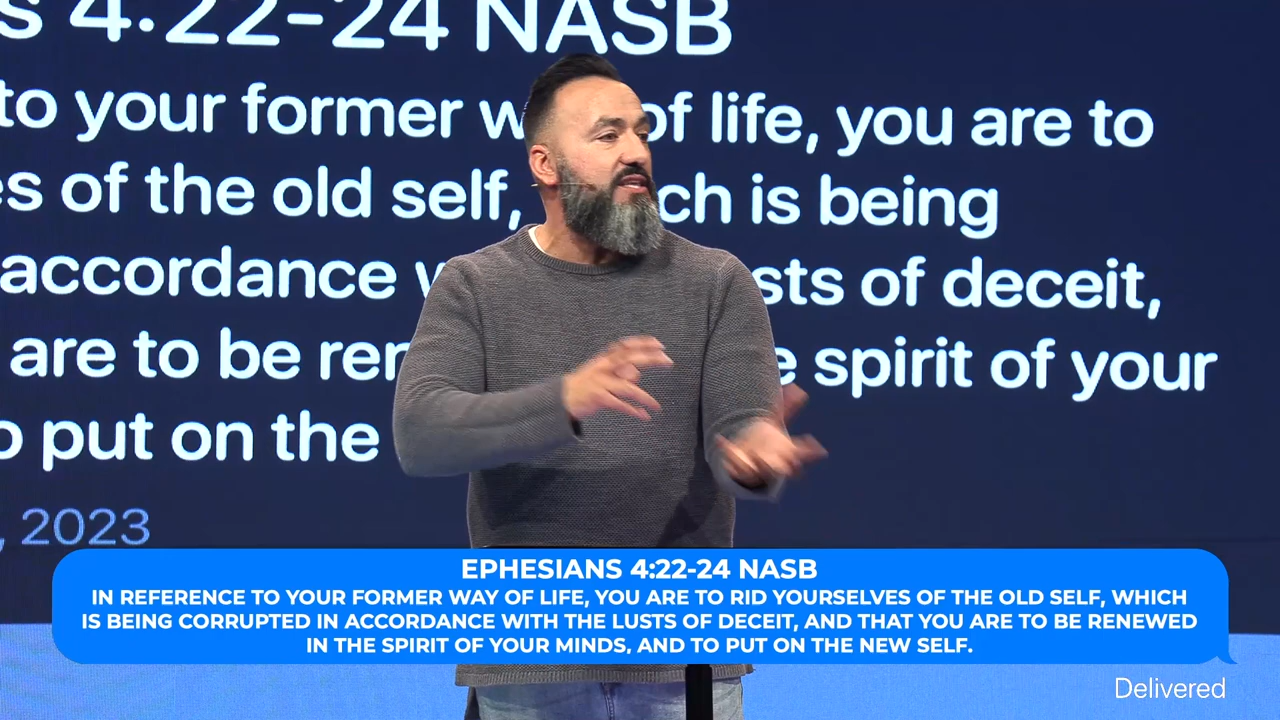 s 4:22-24 NASB
to your former w of life, you are to
es of the old self, ch is being
accordance w sts of deceit,
are to be ren e spirit of your
o put on the
, 2023
EPHESIANS 4:22-24 NASB
IN REFERENCE TO YOUR FORMER WAY OF LIFE, YOU ARE TO RID YOURSELVES OF THE OLD SELF, WHICH
IS BEING CORRUPTED IN ACCORDANCE WITH THE LUSTS OF DECEIT, AND THAT YOU ARE TO BE RENEWED
IN THE SPIRIT OF YOUR MINDS, AND TO PUT ON THE NEW SELF.
Delivered